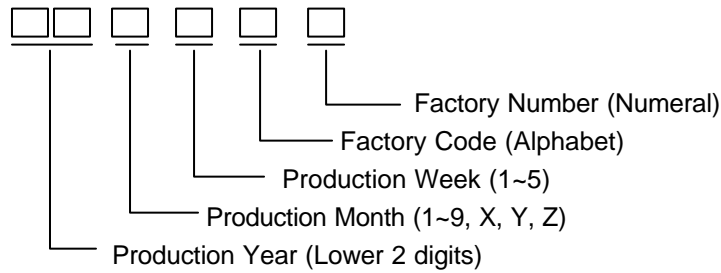 Factory Number (Numeral)
Factory Code (Alphabet)
Production Week (1~5)
Production Month (1~9, X, Y, Z)
Production Year (Lower 2 digits)